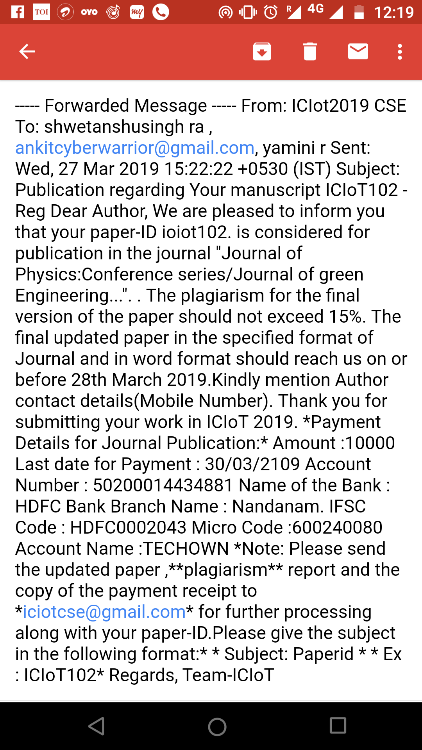 TOI
oyo
my
R
4G
12:19
----- Forwarded Message ----- From: ICIot2019 CSE
To: shwetanshusingh ra ,
ankitcyberwarrior@gmail.com, yamini r Sent:
Wed, 27 Mar 2019 15:22:22 +0530 (IST) Subject:
Publication regarding Your manuscript ICIoT102 -
Reg Dear Author, We are pleased to inform you
that your paper-ID ioiot102. is considered for
publication in the journal "Journal of
Physics:Conference series/Journal of green
Engineering...". . The plagiarism for the final
version of the paper should not exceed 15%. The
final updated paper in the specified format of
Journal and in word format should reach us on or
before 28th March 2019.Kindly mention Author
contact details(Mobile Number). Thank you for
submitting your work in ICIoT 2019. *Payment
Details for Journal Publication:* Amount :10000
Last date for Payment : 30/03/2109 Account
Number : 50200014434881 Name of the Bank :
HDFC Bank Branch Name : Nandanam. IFSC
Code : HDFC0002043 Micro Code :600240080
Account Name :TECHOWN *Note: Please send
the updated paper ,**plagiarism** report and the
copy of the payment receipt to
*iciotcse@gmail.com* for further processing
along with your paper-ID.Please give the subject
in the following format:* * Subject: Paperid * * Ex
: ICIoT102* Regards, Team-ICIoT